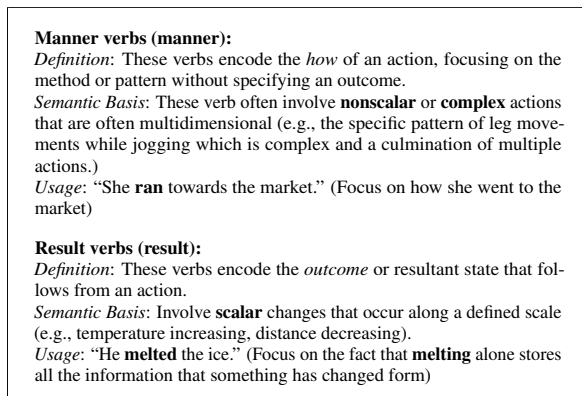 Manner verbs (manner):
Definition: These verbs encode the how of an action, focusing on the
method or pattern without specifying an outcome.
Semantic Basis: These verb often involve nonscalar or complex actions
that are often multidimensional (e.g., the specific pattern of leg move-
ments while jogging which is complex and a culmination of multiple
actions.)
Usage: “She ran towards the market.” (Focus on how she went to the
market)
Result verbs (result):
Definition: These verbs encode the outcome or resultant state that fol-
lows from an action.
Semantic Basis: Involve scalar changes that occur along a defined scale
(e.g., temperature increasing, distance decreasing).
Usage: “He melted the ice.” (Focus on the fact that melting alone stores
all the information that something has changed form)